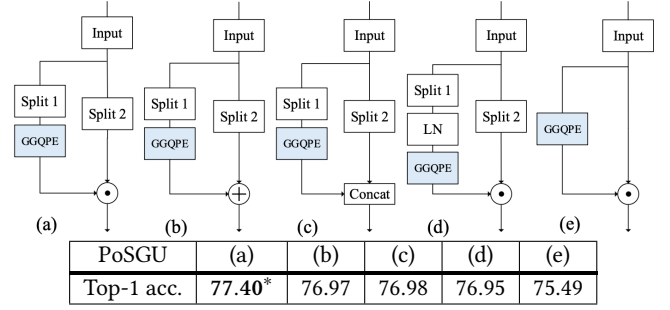 Input Input Input Input Input
Split 1 Split 2 Split 1 Split 2 Split 1 Split 2 Split 1 Split 2
GGQPE GGQPE GGQPE LN GGQPE
GGQPE
Concat
(a) (b) (c) (d) (e)
PoSGU (a) (b) (c) (d) (e)
Top-1 acc. 77.40* 76.97 76.98 76.95 75.49